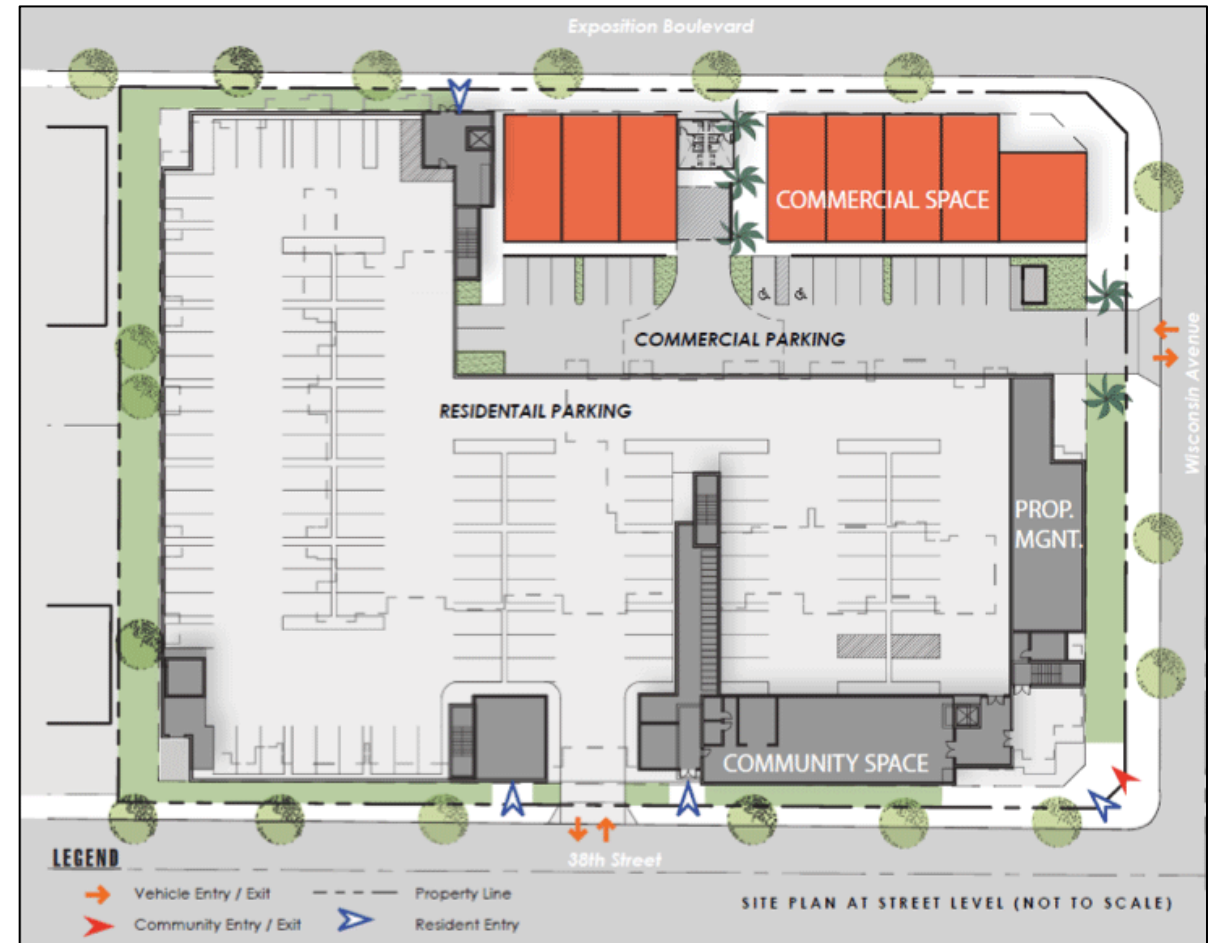 Exposition Boulevard
COMMERCIAL SPACE
COMMERCIAL PARKING
Wisconsin Avenue
RESIDENTAIL PARKING
PROP.
MGNT.
COMMUNITY SPACE
38th Street
LEGEND
Vehicle Entry / Exit
Property Line
Community Entry / Exit
Resident Entry
SITE PLAN AT STREET LEVEL (NOT TO SCALE)